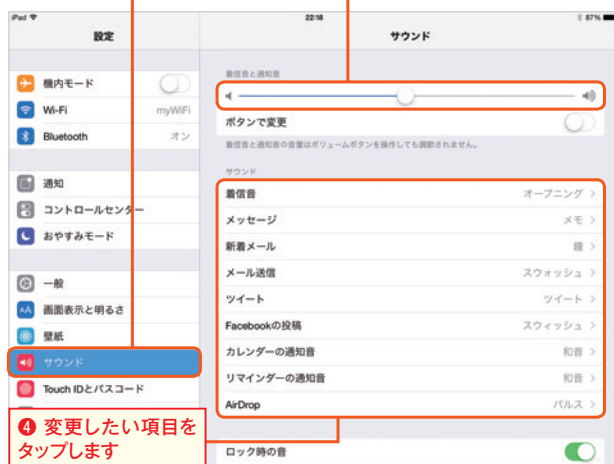 iPad
22:18
87%
設定
サウンド
機内モード
Wi-Fi
myWiFi
Bluetooth
オン
通知
コントロールセンター
おやすみモード
一般
画面表示と明るさ
壁紙
サウンド
Touch IDとパスコード
着信音と通知音
ボタンで変更
着信音と通知音の音量はボリュームボタンを操作しても調節されません。
サウンド
着信音
オープニング
メッセージ
メモ
新着メール
鐘
メール送信
スウォッシュ
ツイート
ツイート
Facebookの投稿
スウィッシュ
カレンダーの通知音
和音
リマインダーの通知音
和音
AirDrop
パルス
ロック時の音
❹ 変更したい項目を
タップします